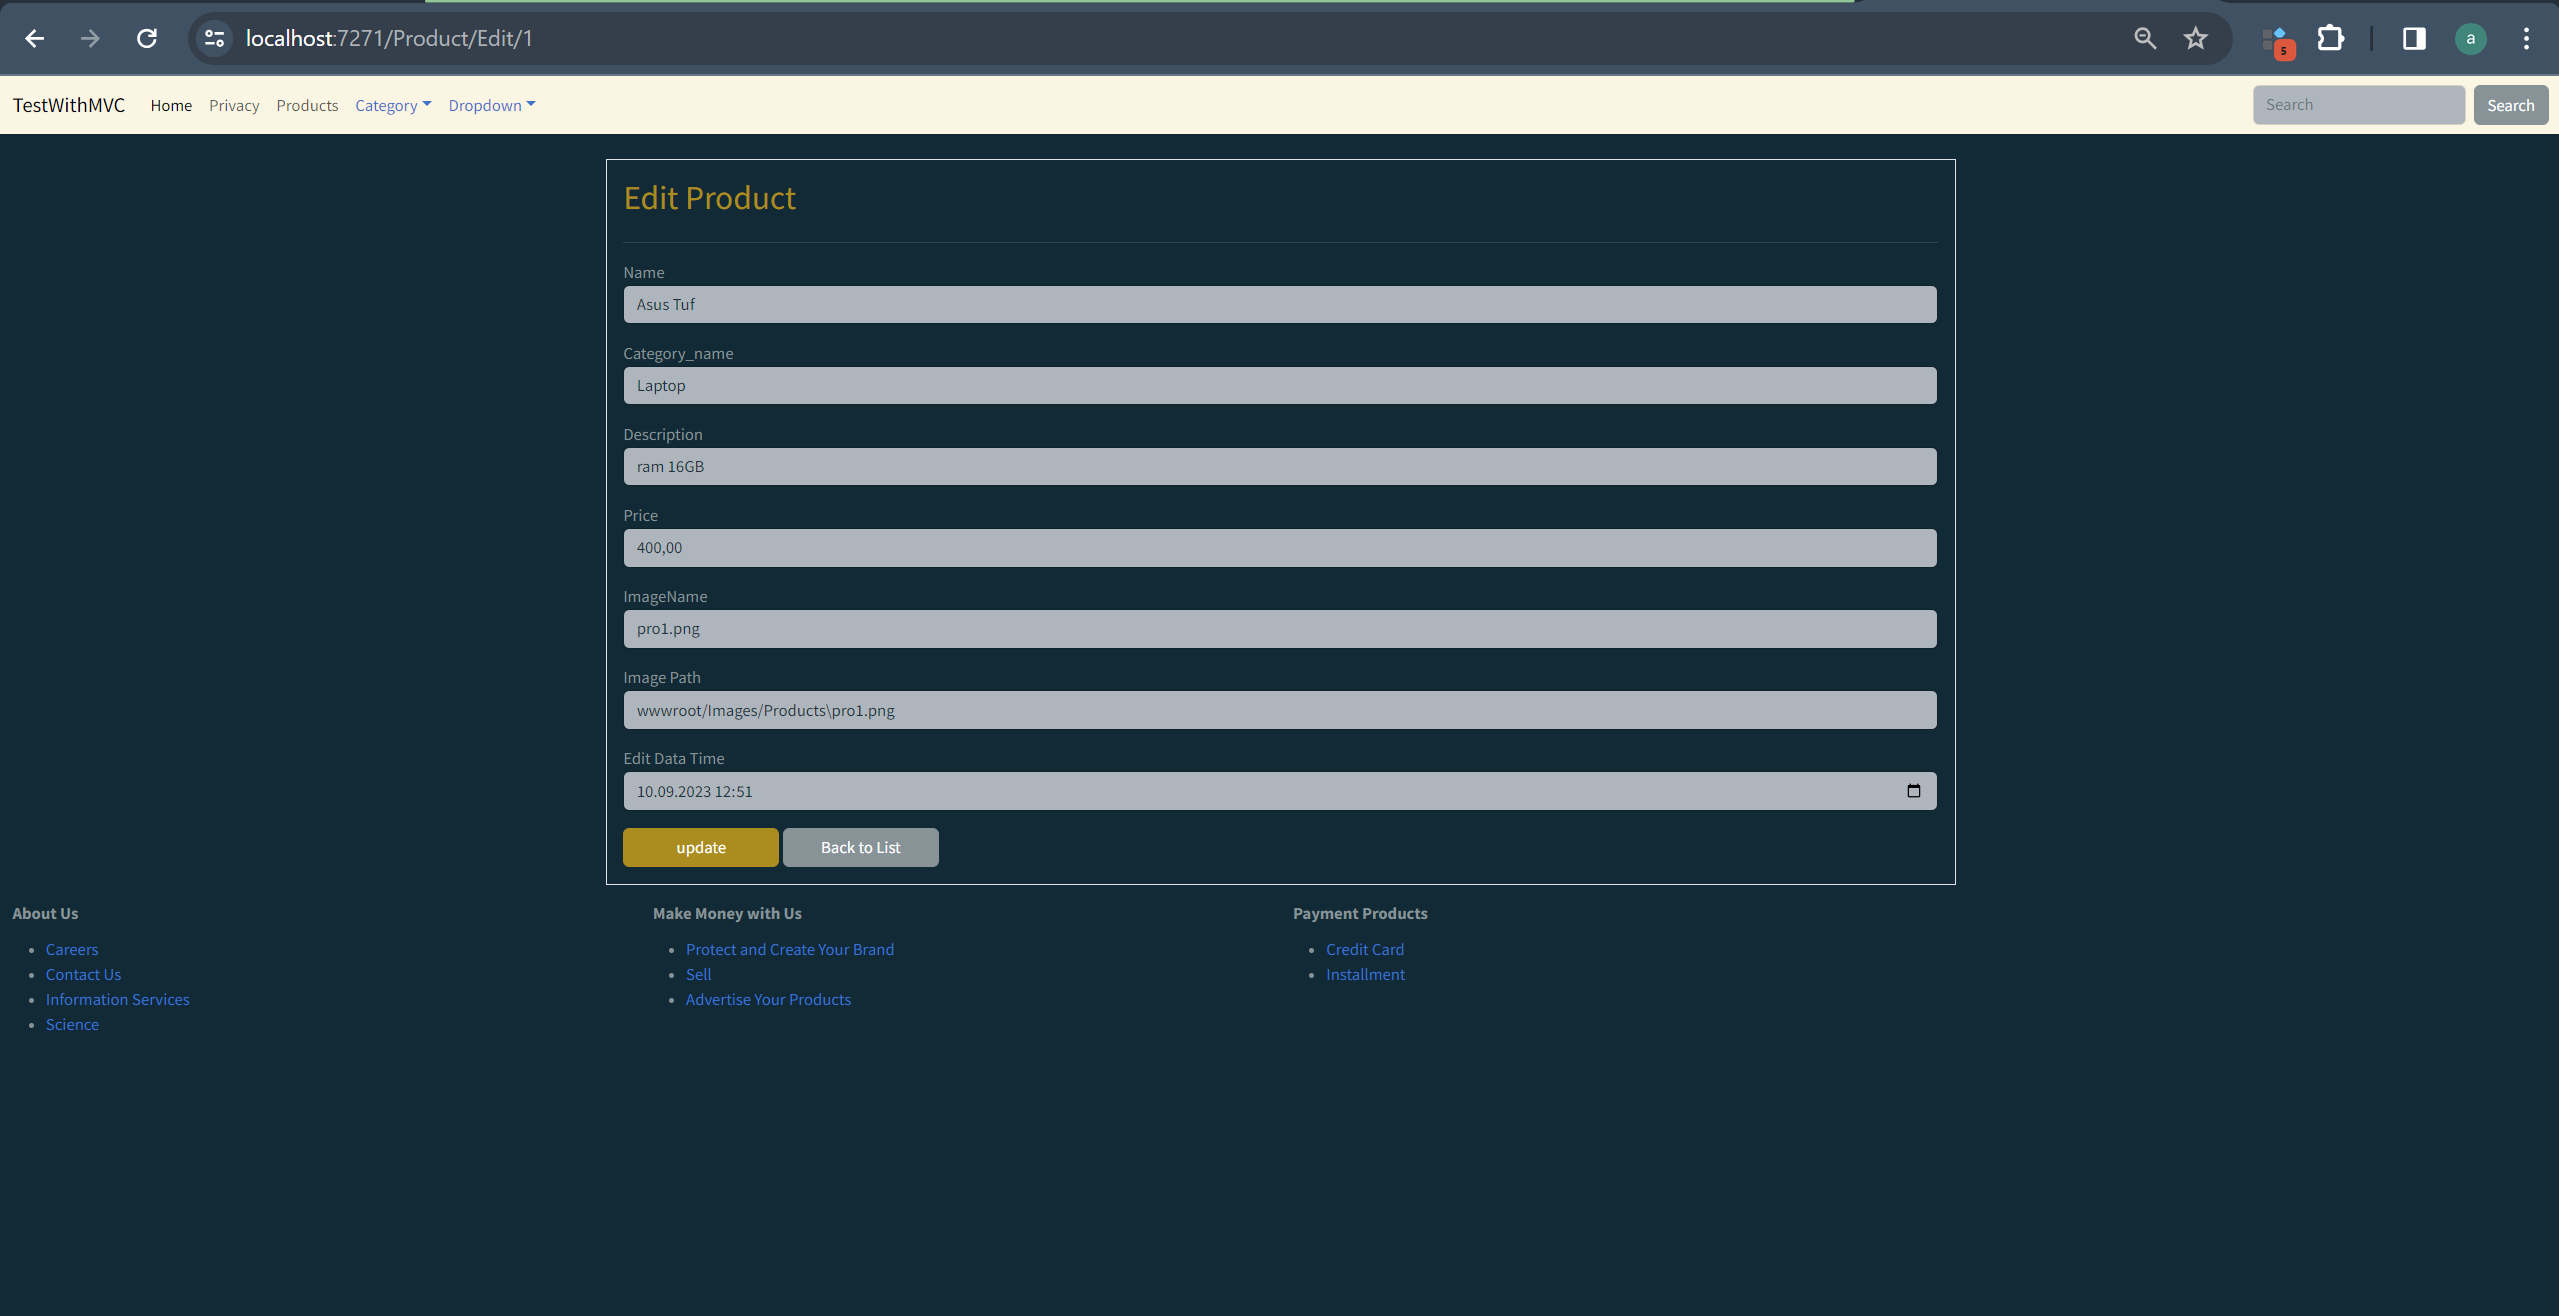 localhost:7271/Product/Edit/1
5
a
TestWithMVC Home Privacy Products Category Dropdown Search Search
Edit Product
Name
Asus Tuf
Category_name
Laptop
Description
ram 16GB
Price
400,00
ImageName
pro1.png
Image Path
wwwroot/Images/Products\pro1.png
Edit Data Time
10.09.2023 12:51
update Back to List
About Us
Careers
Contact Us
Information Services
Science
Make Money with Us
Protect and Create Your Brand
Sell
Advertise Your Products
Payment Products
Credit Card
Installment